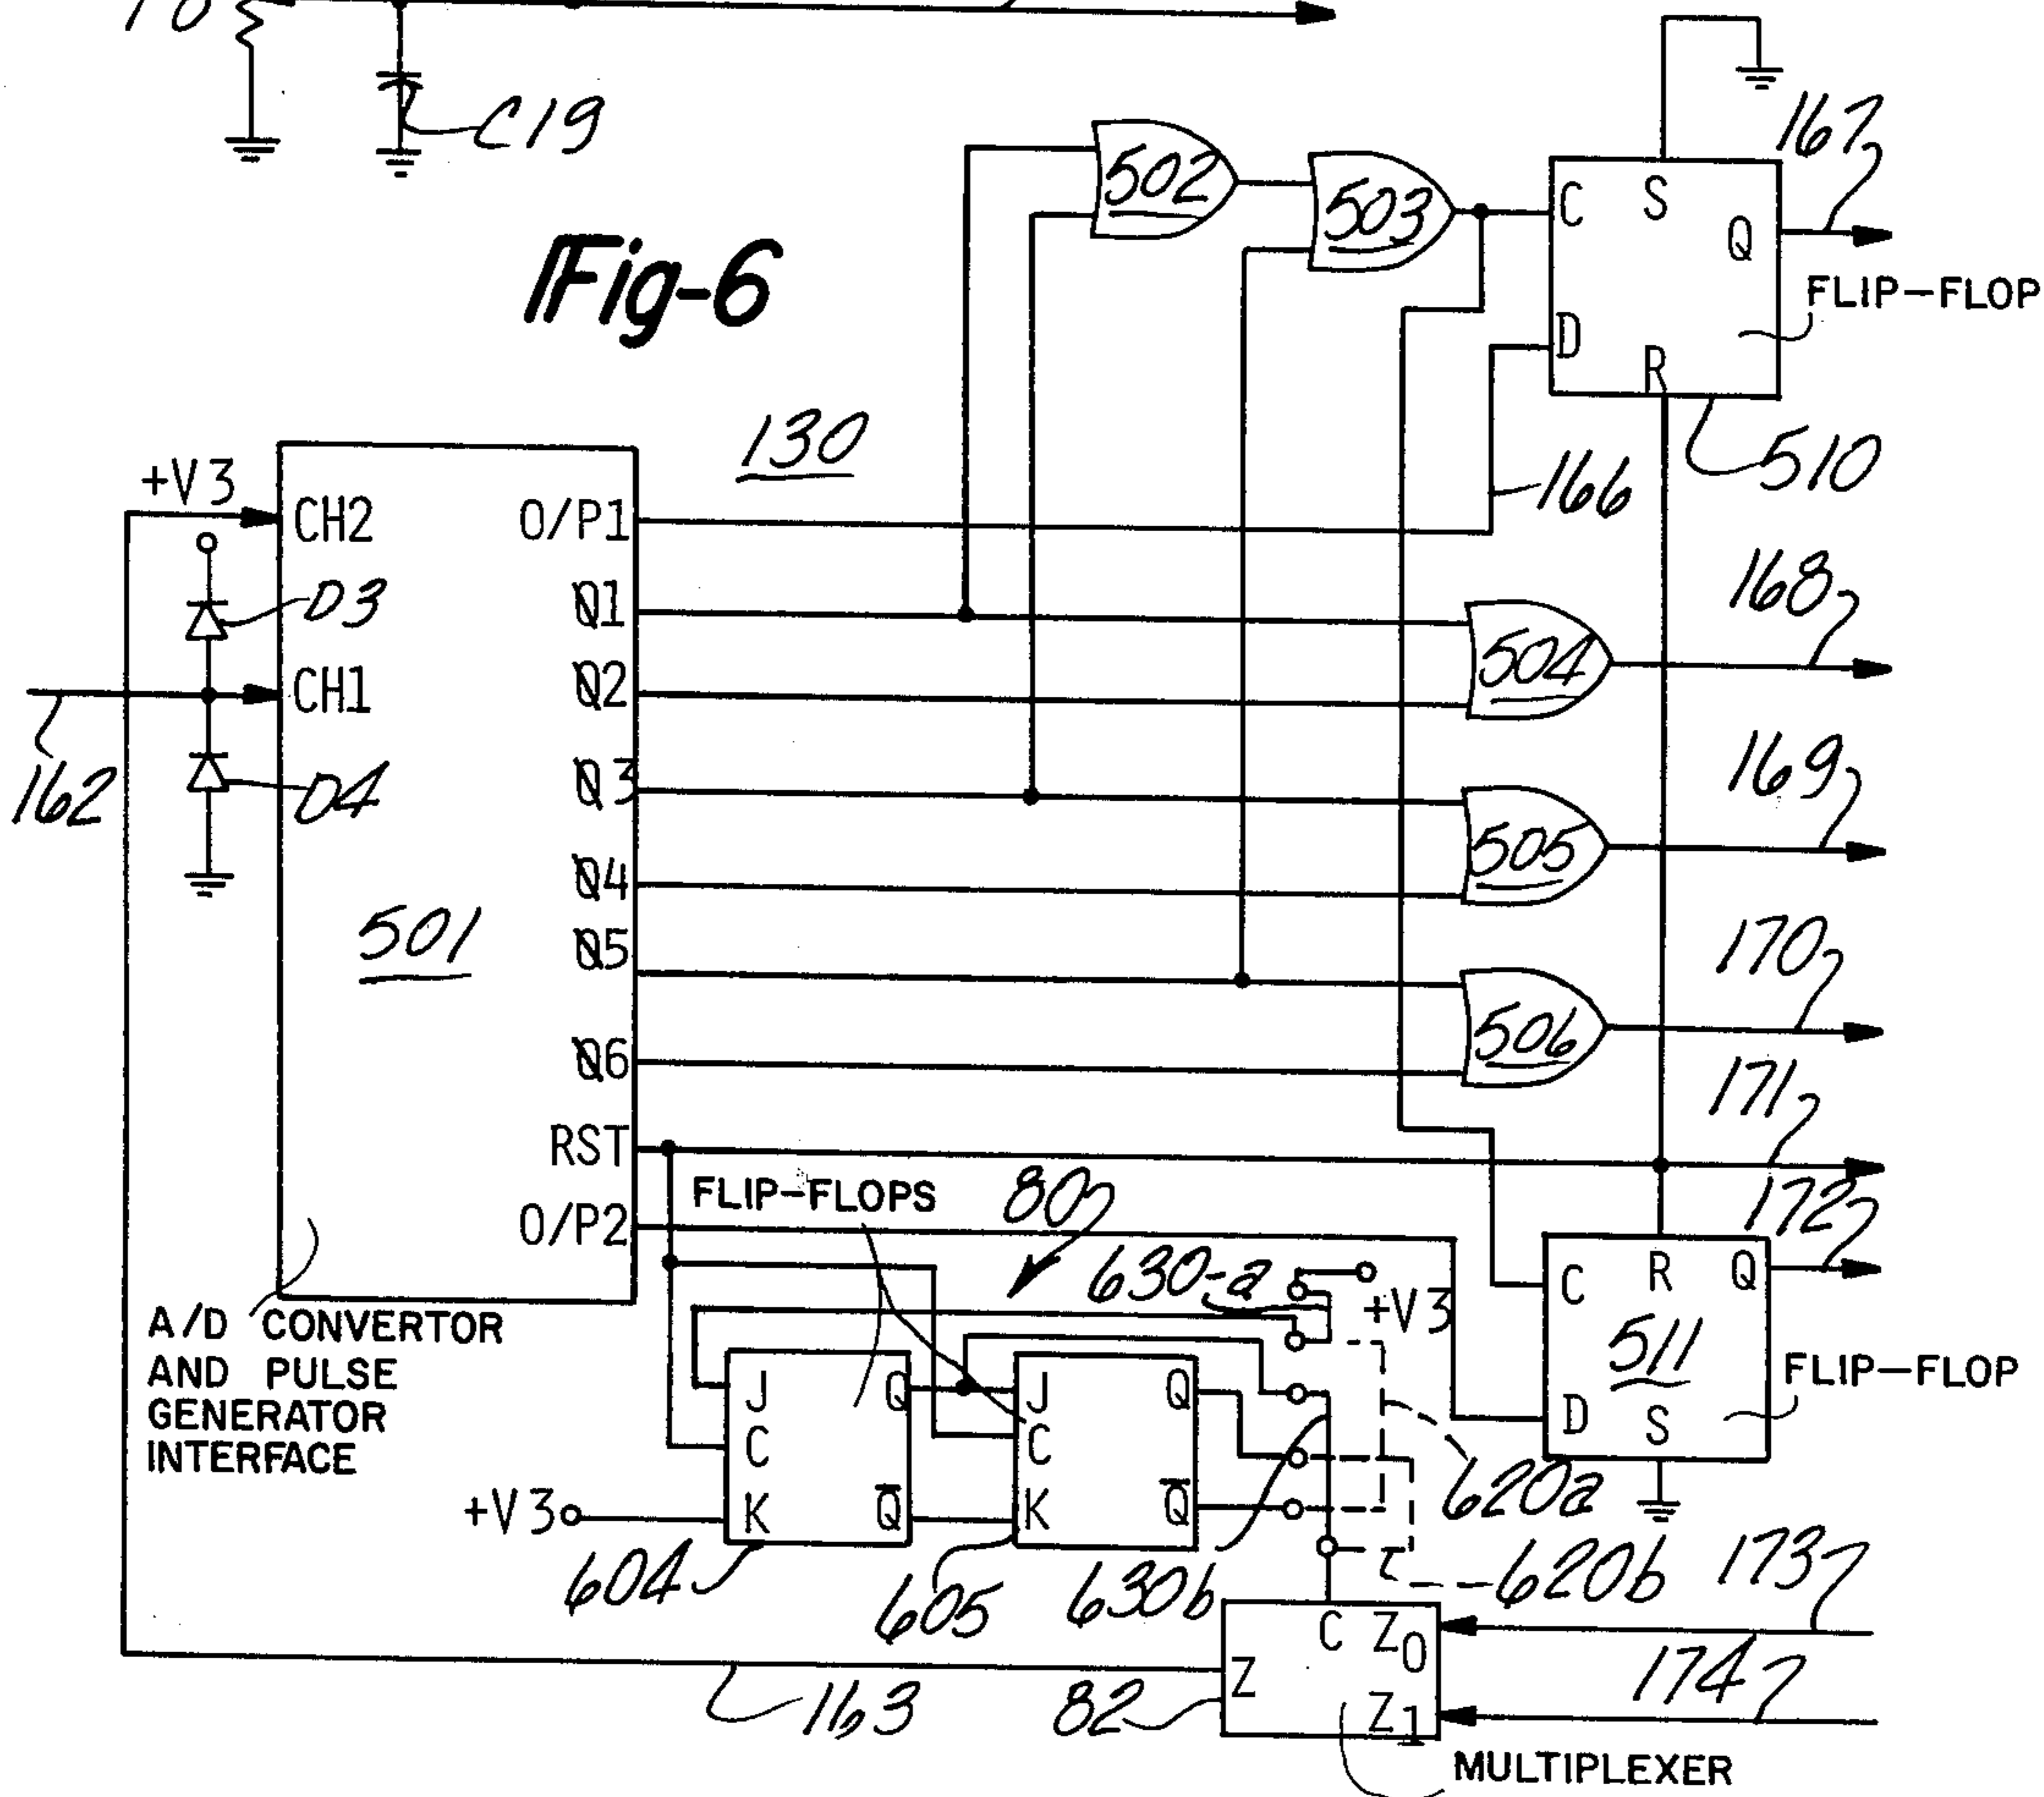 C19
167
502
503
C S
Q
Fig-6
FLIP-FLOP
D
R
130
510
+V3
CH2
O/P1
166
D3
Q1
168
504
CH1
Q2
162
D4
Q3
169
505
Q4
501
Q5
170
506
Q6
171
RST
FLIP-FLOPS
80
172
O/P2
630-a
C R Q
+V3
A/D CONVERTOR
AND PULSE
GENERATOR
INTERFACE
511
FLIP-FLOP
J Q J Q
C C
D S
620a
+V3
K Q̅ K Q̅
604
605
630b
620b
173
C Z0
Z
174
163
82
Z1
MULTIPLEXER